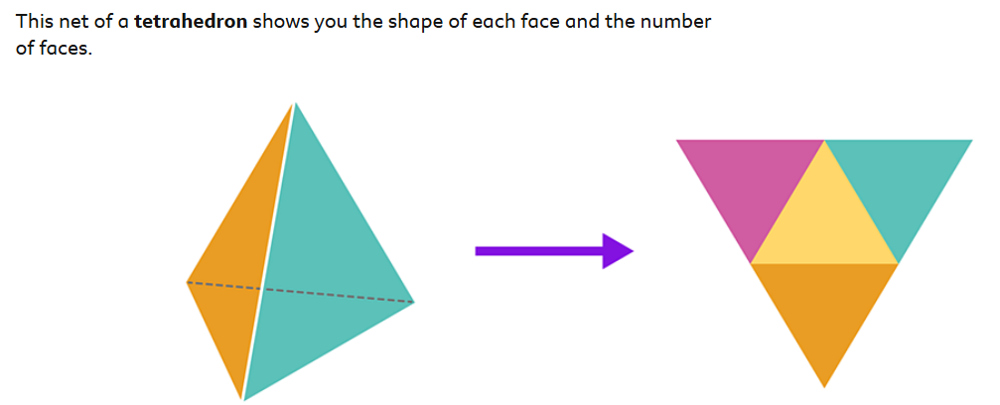 This net of a tetrahedron shows you the shape of each face and the number
of faces.